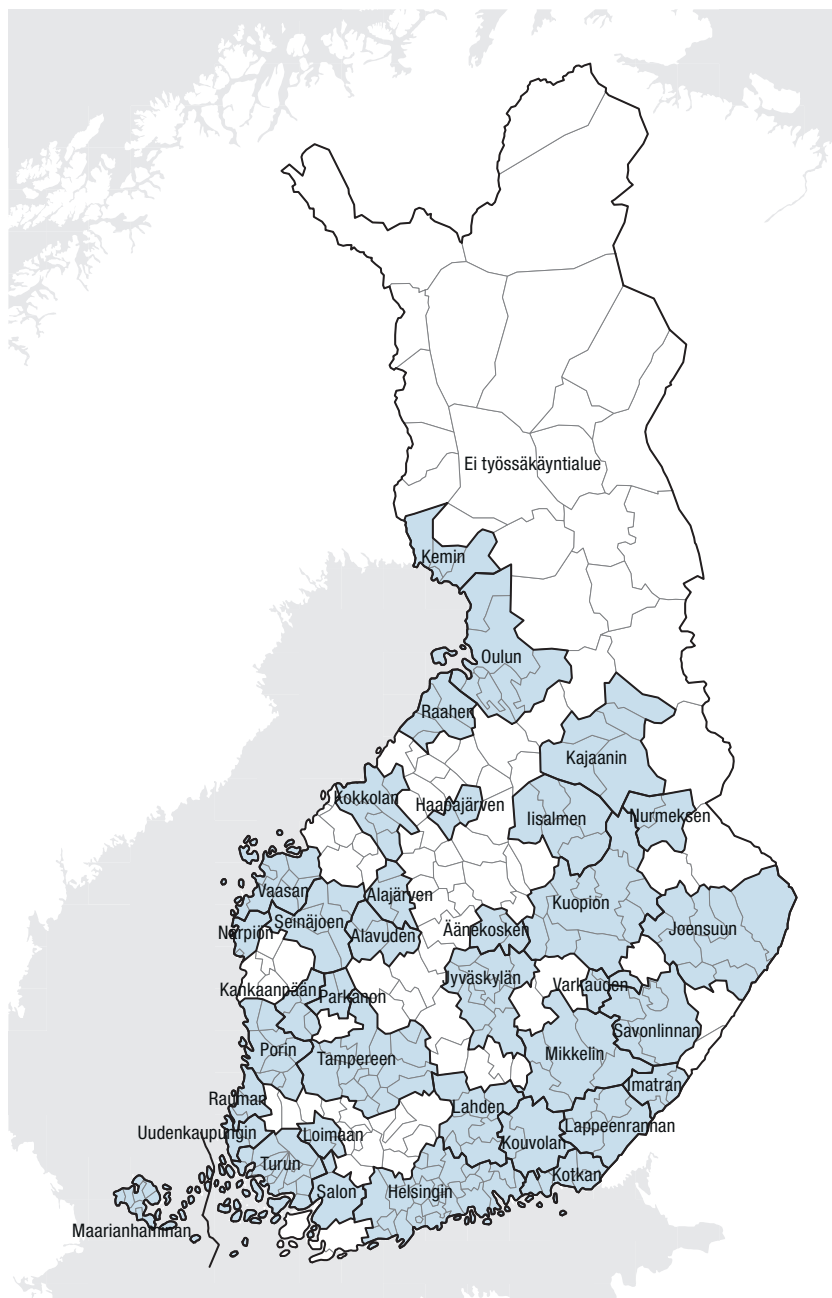 Ei työssäkäyntialue
Kemin
Oulun
Raahen
Kajaanin
Kokkolan
Haapajärven
Iisalmen
Nurmeksen
Vaasan
Alajärven
Kuopion
Seinäjoen
Närpiön
Alavuden
Äänekosken
Joensuun
Jyväskylän
Kankaanpään
Parkanon
Varkauden
Savonlinnan
Porin
Tampereen
Mikkelin
Imatran
Rauman
Lahden
Lappeenrannan
Uudenkaupungin
Loimaan
Kouvolan
Turun
Kotkan
Salon
Helsingin
Maarianhaminan